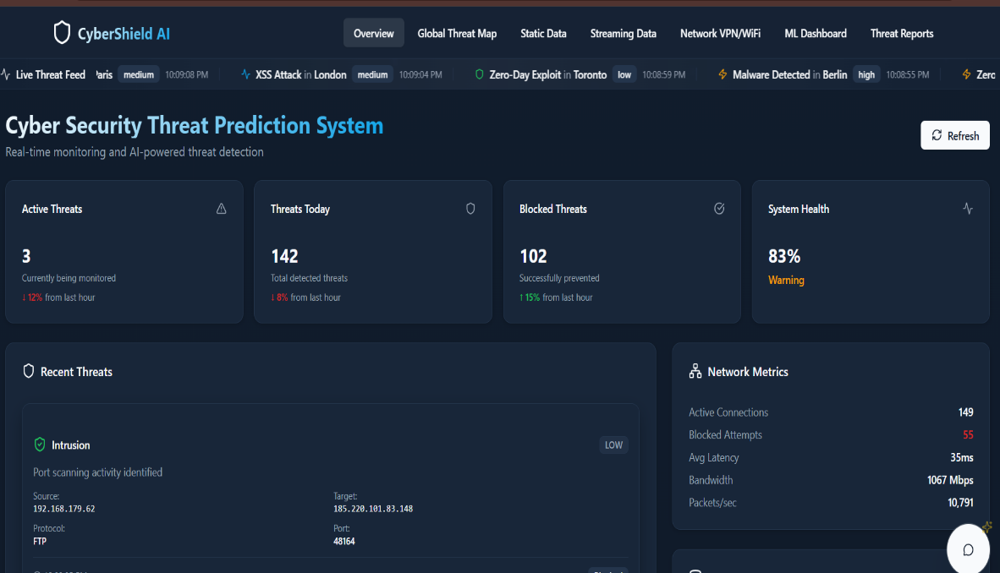 CyberShield AI
Overview Global Threat Map Static Data Streaming Data Network VPN/WiFi ML Dashboard Threat Reports
Live Threat Feed medium 10:09:08 PM XSS Attack in London medium 10:09:04 PM Zero-Day Exploit in Toronto low 10:08:59 PM Malware Detected in Berlin high 10:08:55 PM Zero
Cyber Security Threat Prediction System
Real-time monitoring and AI-powered threat detection
Refresh
Active Threats
3
Currently being monitored
↓ 12% from last hour
Threats Today
142
Total detected threats
↓ 8% from last hour
Blocked Threats
102
Successfully prevented
↑ 15% from last hour
System Health
83%
Warning
Recent Threats
Intrusion LOW
Port scanning activity identified
Source: Target:
192.168.179.62 185.220.101.83.148
Protocol: Port:
FTP 48164
Network Metrics
Active Connections 149
Blocked Attempts 55
Avg Latency 35ms
Bandwidth 1067 Mbps
Packets/sec 10,791